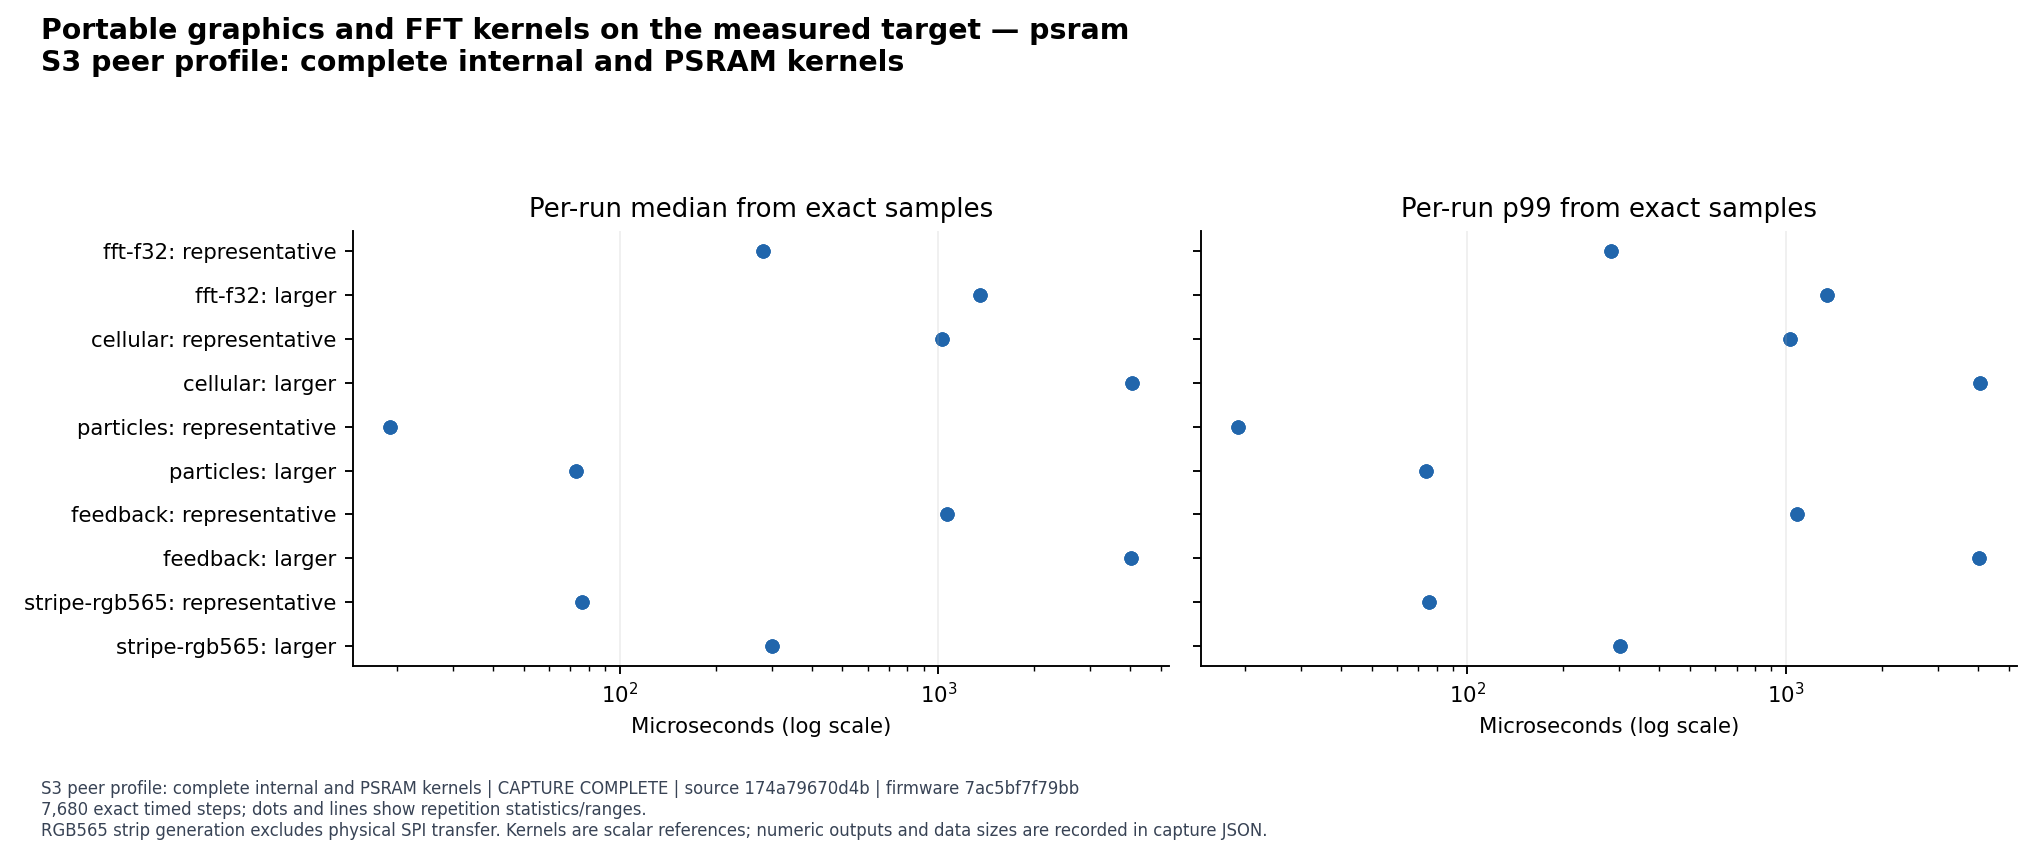 Portable graphics and FFT kernels on the measured target — psram
S3 peer profile: complete internal and PSRAM kernels
Per-run median from exact samples
Per-run p99 from exact samples
fft-f32: representative
fft-f32: larger
cellular: representative
cellular: larger
particles: representative
particles: larger
feedback: representative
feedback: larger
stripe-rgb565: representative
stripe-rgb565: larger
10² 10³
10² 10³
Microseconds (log scale)
Microseconds (log scale)
S3 peer profile: complete internal and PSRAM kernels | CAPTURE COMPLETE | source 174a79670d4b | firmware 7ac5bf7f79bb
7,680 exact timed steps; dots and lines show repetition statistics/ranges.
RGB565 strip generation excludes physical SPI transfer. Kernels are scalar references; numeric outputs and data sizes are recorded in capture JSON.